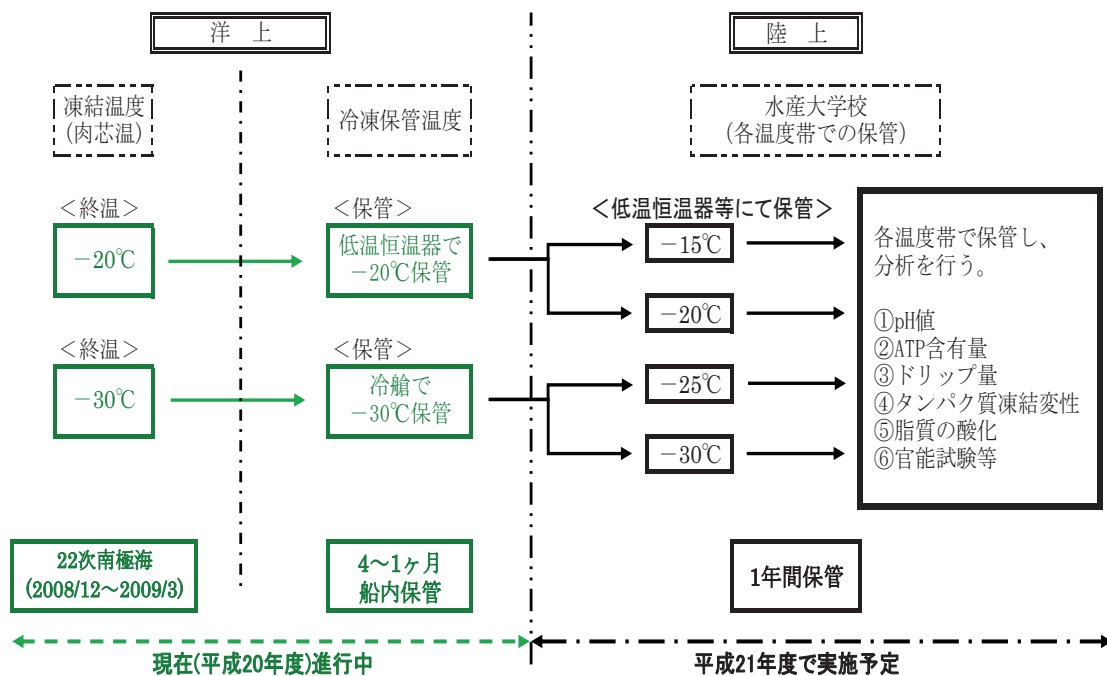 洋　上
陸　上
凍結温度
(肉芯温)
冷凍保管温度
水産大学校
(各温度帯での保管)
＜終温＞
－20℃
＜保管＞
低温恒温器で
－20℃保管
＜終温＞
－30℃
＜保管＞
冷艙で
－30℃保管
＜低温恒温器等にて保管＞
－15℃
－20℃
－25℃
－30℃
各温度帯で保管し、
分析を行う。
①pH値
②ATP含有量
③ドリップ量
④タンパク質凍結変性
⑤脂質の酸化
⑥官能試験等
22次南極海
(2008/12～2009/3)
4～1ヶ月
船内保管
1年間保管
現在(平成20年度)進行中
平成21年度で実施予定